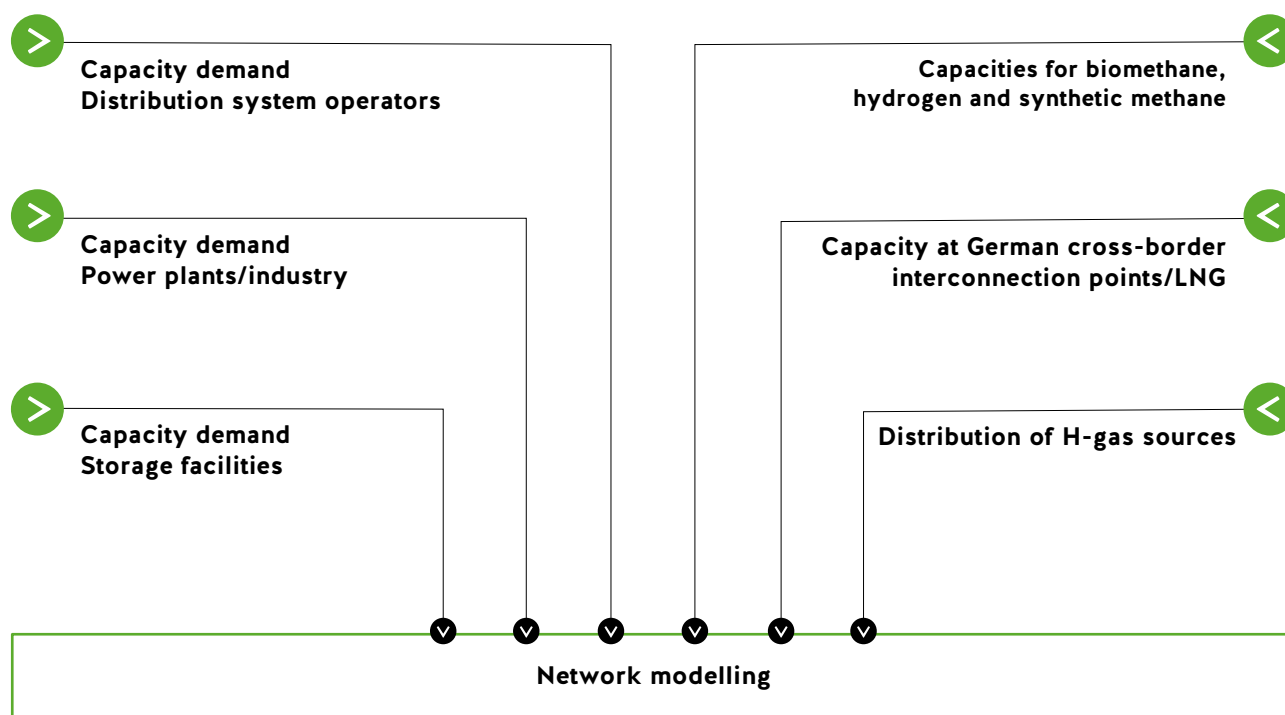 Capacity demand
Distribution system operators
Capacities for biomethane,
hydrogen and synthetic methane
Capacity demand
Power plants/industry
Capacity at German cross-border
interconnection points/LNG
Capacity demand
Storage facilities
Distribution of H-gas sources
Network modelling